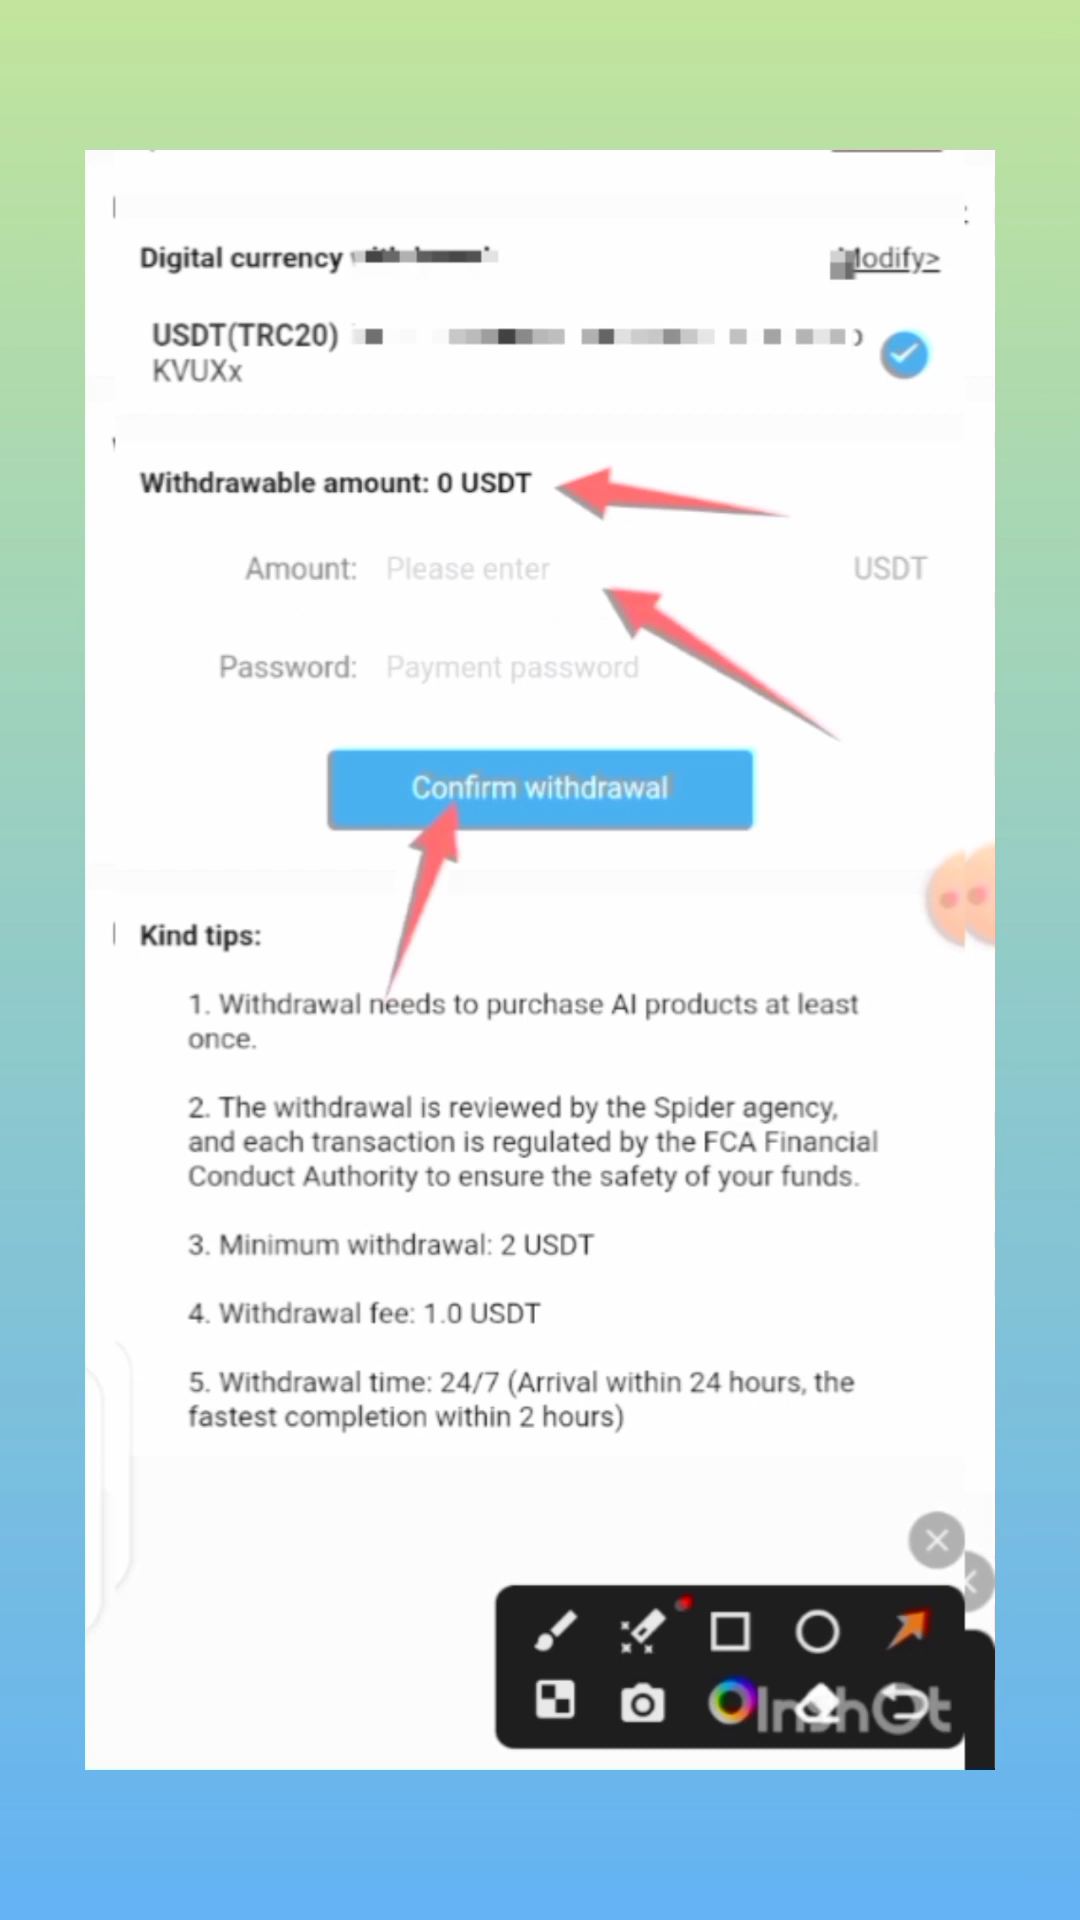 Digital currency
Modify>
USDT(TRC20)
KVUXx
Withdrawable amount: 0 USDT
Amount: Please enter USDT
Password: Payment password
Confirm withdrawal
Kind tips:
1. Withdrawal needs to purchase AI products at least
once.
2. The withdrawal is reviewed by the Spider agency,
and each transaction is regulated by the FCA Financial
Conduct Authority to ensure the safety of your funds.
3. Minimum withdrawal: 2 USDT
4. Withdrawal fee: 1.0 USDT
5. Withdrawal time: 24/7 (Arrival within 24 hours, the
fastest completion within 2 hours)
InShOt